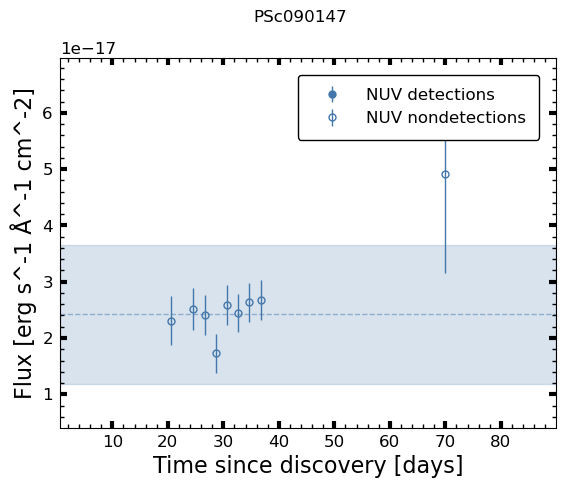 PSc090147
1e−17
NUV detections
NUV nondetections
6
5
4
3
2
1
Flux [erg s^-1 Å^-1 cm^-2]
10 20 30 40 50 60 70 80
Time since discovery [days]